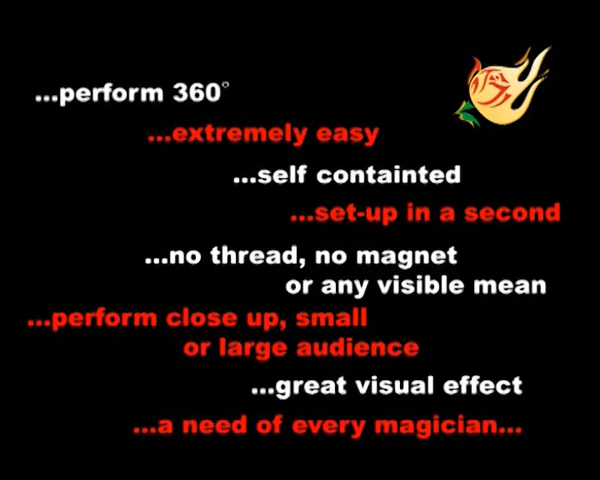 ...perform 360°
...extremely easy
...self containted
...set-up in a second
...no thread, no magnet
or any visible mean
...perform close up, small
or large audience
...great visual effect
...a need of every magician...